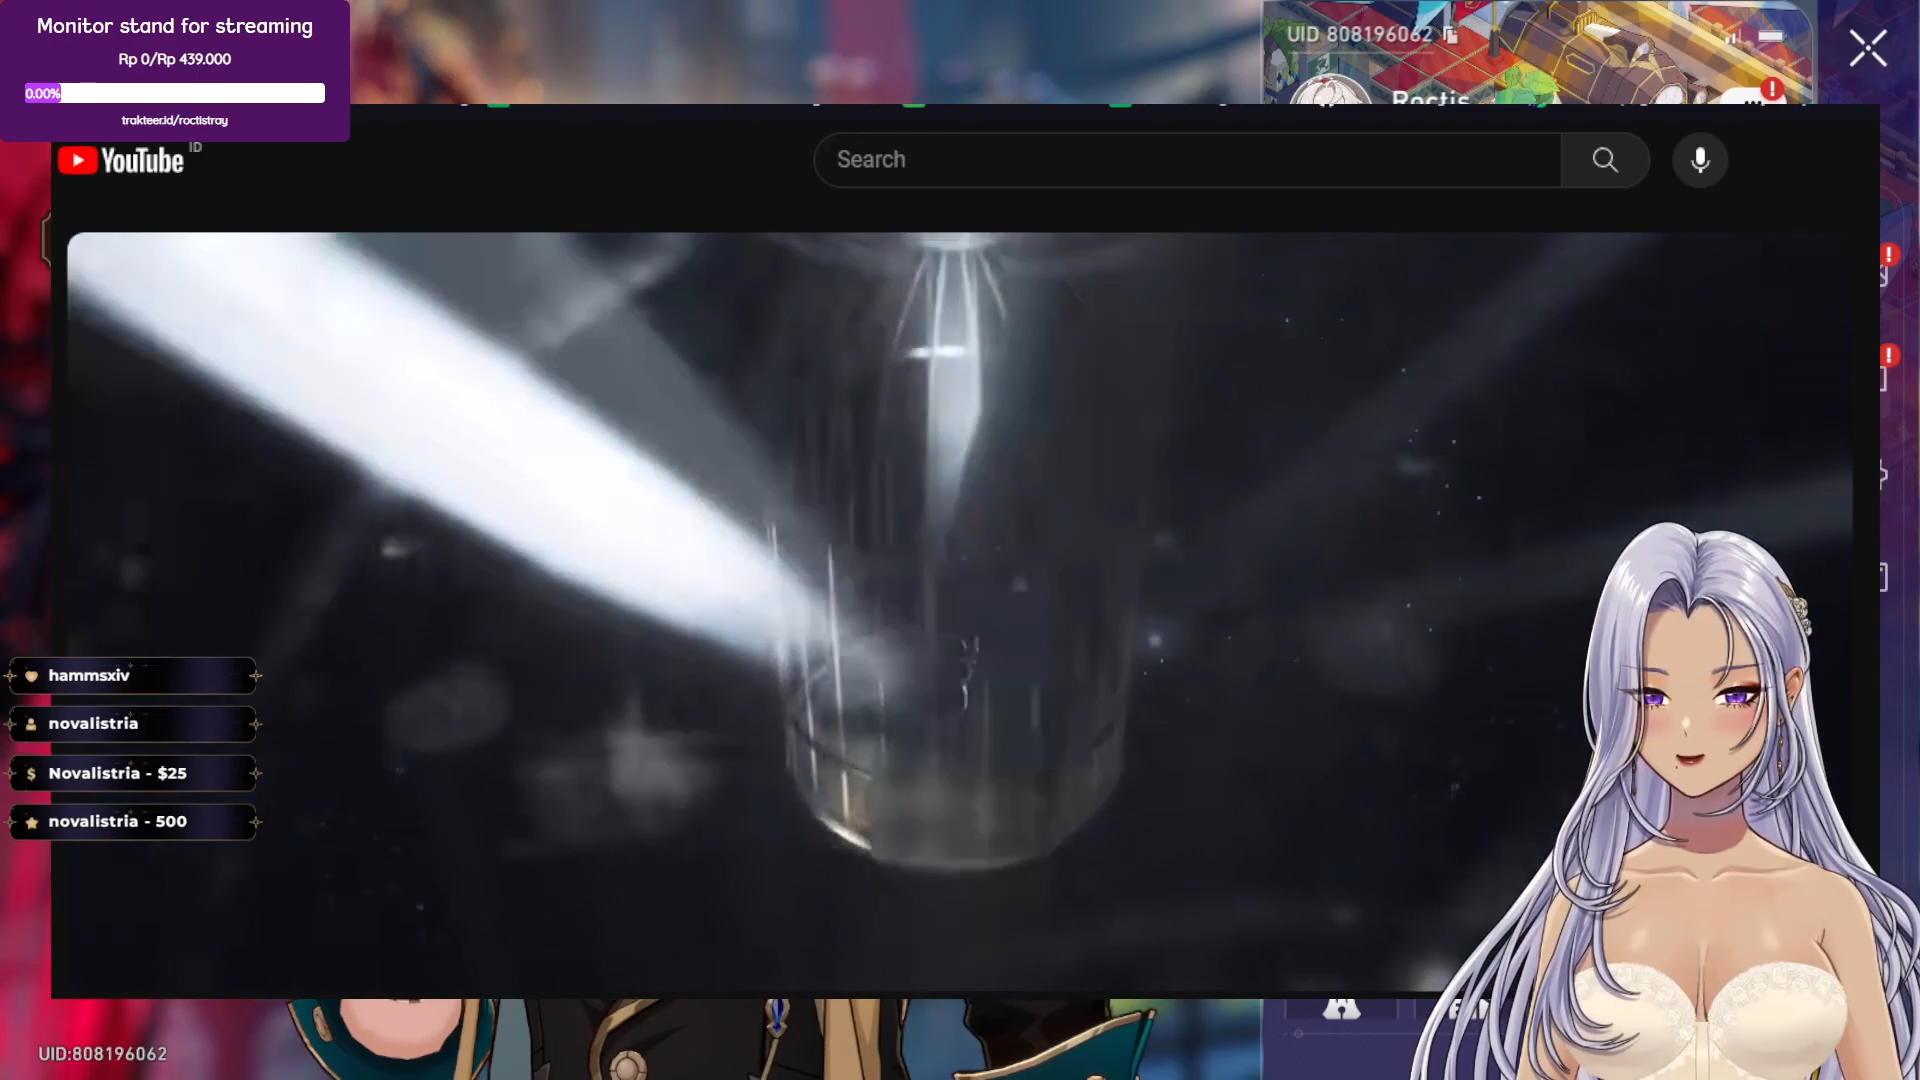 Monitor stand for streaming
Rp 0/Rp 439.000
0.00%
trakteer.id/roctistray
UID 808196062
Roctis
YouTube ID
Search
hammsxiv
novalistria
Novalistria - $25
novalistria - 500
UID:808196062